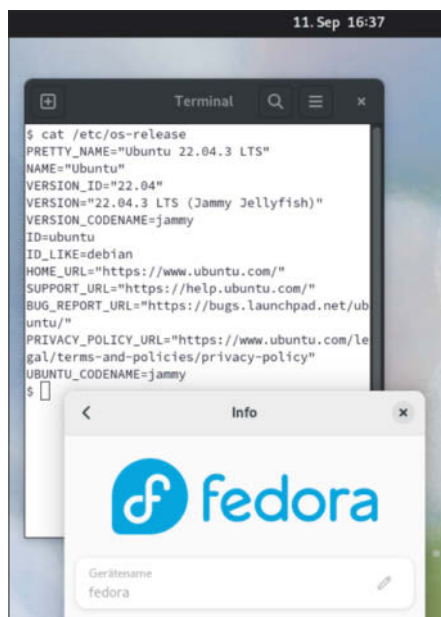 11. Sep 16:37
Terminal
$ cat /etc/os-release
PRETTY_NAME="Ubuntu 22.04.3 LTS"
NAME="Ubuntu"
VERSION_ID="22.04"
VERSION="22.04.3 LTS (Jammy Jellyfish)"
VERSION_CODENAME=jammy
ID=ubuntu
ID_LIKE=debian
HOME_URL="https://www.ubuntu.com/"
SUPPORT_URL="https://help.ubuntu.com/"
BUG_REPORT_URL="https://bugs.launchpad.net/ub
untu/"
PRIVACY_POLICY_URL="https://www.ubuntu.com/le
gal/terms-and-policies/privacy-policy"
UBUNTU_CODENAME=jammy
$
Info
fedora
Gerätename
fedora